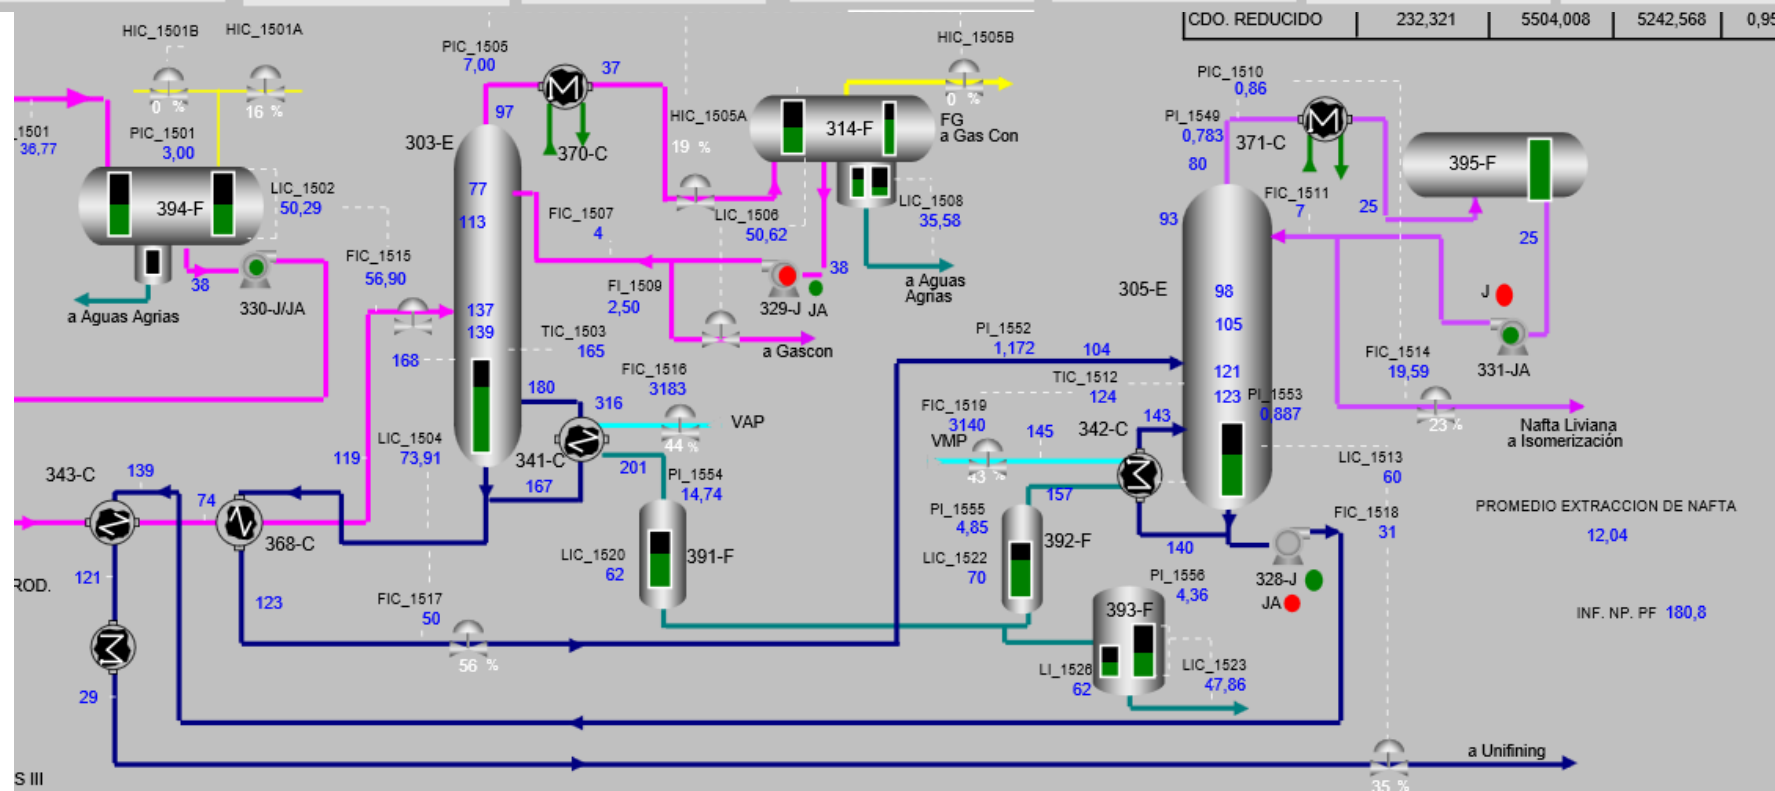 CDO. REDUCIDO 232,321 5504,008 5242,568 0,95
HIC_1501B
HIC_1501A
0 %
16 %
_1501
36,77
PIC_1501
3,00
394-F
LIC_1502
50,29
38
330-J/JA
a Aguas Agrias
FIC_1515
56,90
PIC_1505
7,00
97
37
303-E
370-C
77
113
137
139
168
TIC_1503
165
HIC_1505A
19 %
HIC_1505B
0 %
314-F
FG
a Gas Con
LIC_1506
50,62
LIC_1508
35,58
FIC_1507
4
FI_1509
2,50
38
329-J JA
a Aguas
Agrias
a Gascon
180
316
FIC_1516
3183
44 %
VAP
341-C
201
167
LIC_1504
73,91
PI_1554
14,74
LIC_1520
62
391-F
343-C
139
74
119
368-C
121
123
ROD.
29
FIC_1517
50
56 %
S III
PIC_1510
0,86
PI_1549
0,783
80
371-C
395-F
FIC_1511
7
25
25
93
305-E
98
105
121
123
PI_1553
0,887
PI_1552
1,172
104
TIC_1512
124
J
331-JA
FIC_1514
19,59
23 %
Nafta Liviana
a Isomerización
FIC_1519
3140
VMP
43 %
145
342-C
143
157
140
PI_1555
4,85
LIC_1522
70
392-F
LIC_1513
60
FIC_1518
31
328-J
JA
PI_1556
4,36
393-F
LI_1526
62
LIC_1523
47,86
PROMEDIO EXTRACCION DE NAFTA
12,04
INF. NP. PF 180,8
a Unifining
35 %